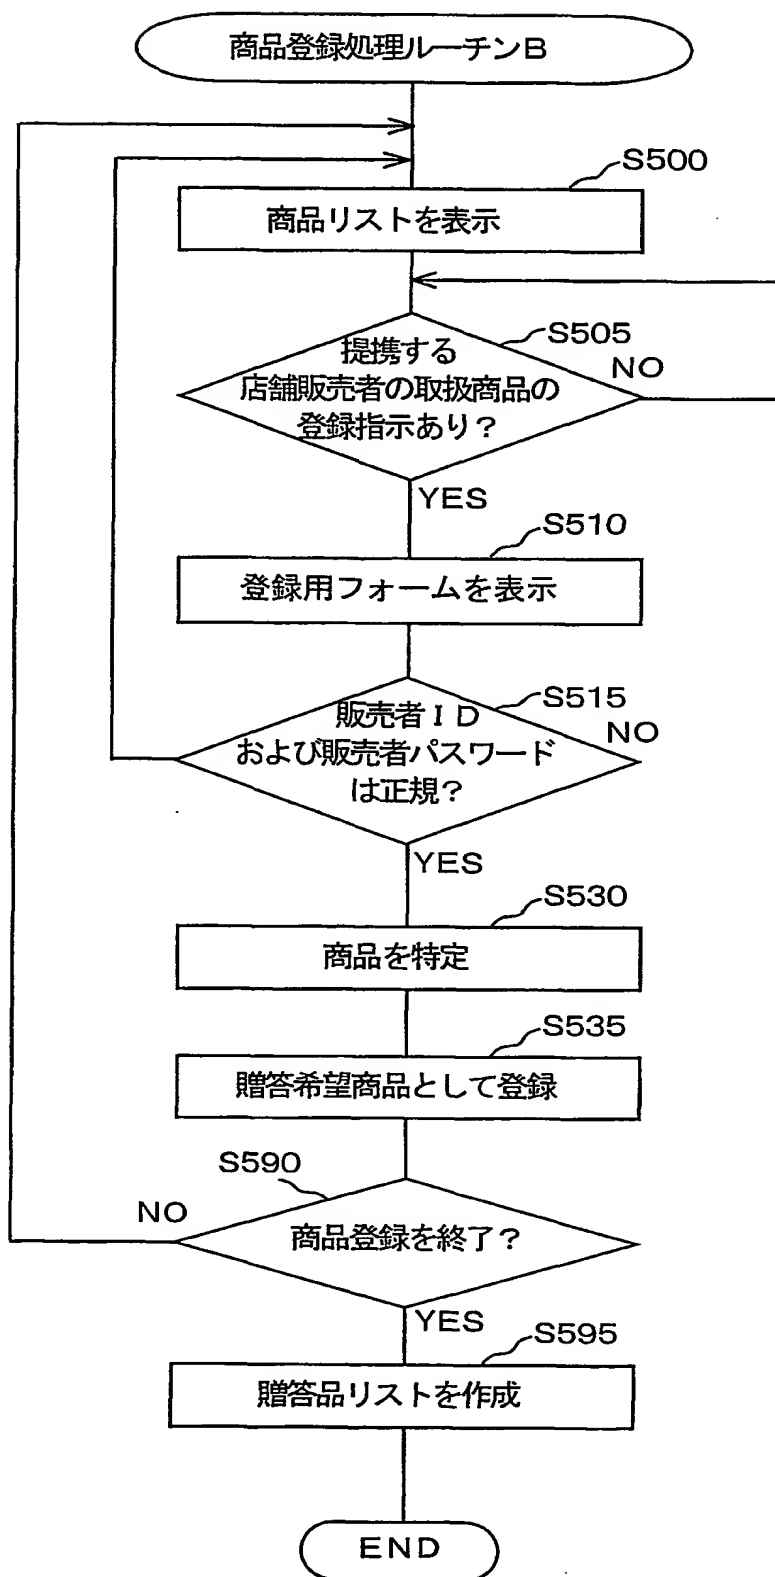 商品登録処理ルーチンB
S500
商品リストを表示
S505
提携する
店舗販売者の取扱商品の
登録指示あり?
NO
YES
S510
登録用フォームを表示
S515
販売者ID
および販売者パスワード
は正規?
NO
YES
S530
商品を特定
S535
贈答希望商品として登録
S590
NO
商品登録を終了?
YES
S595
贈答品リストを作成
END